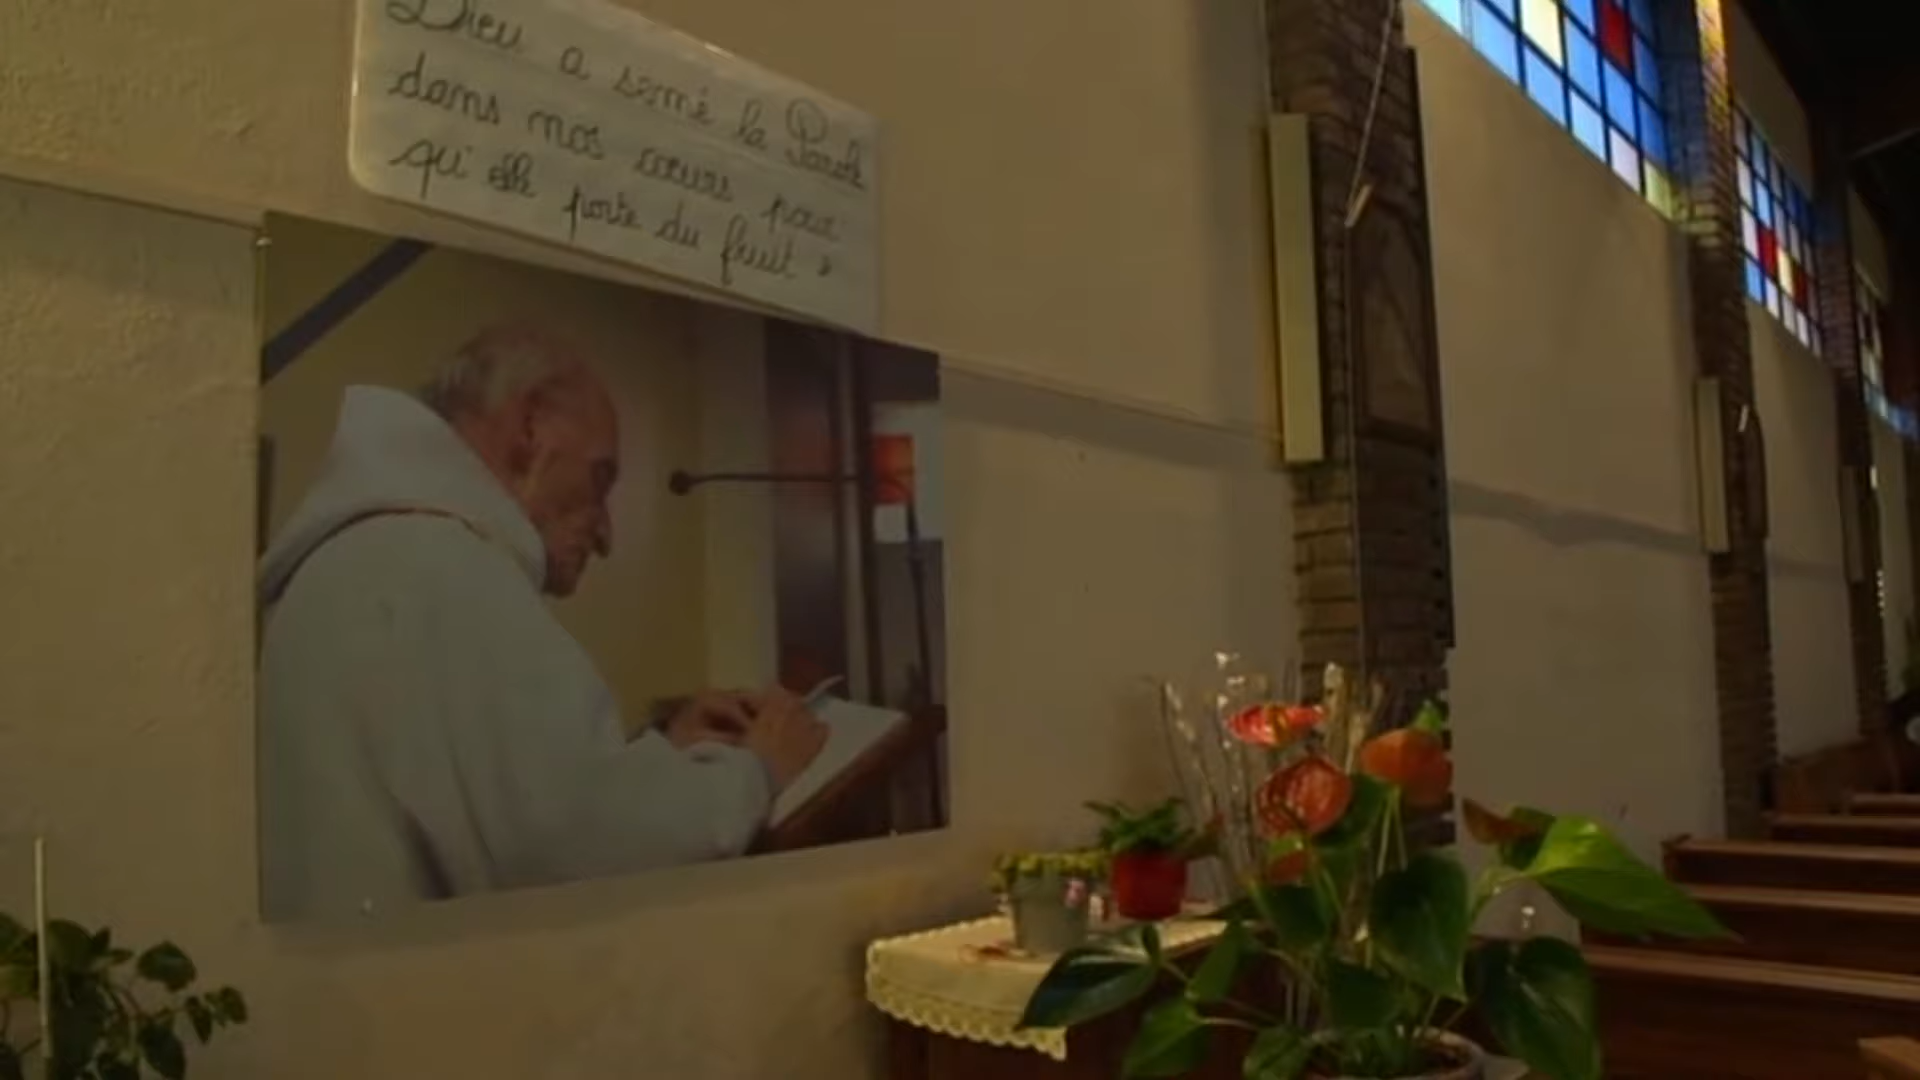 Dieu a semé la Parole
dans nos cœurs pour
qu'elle porte du fruit »